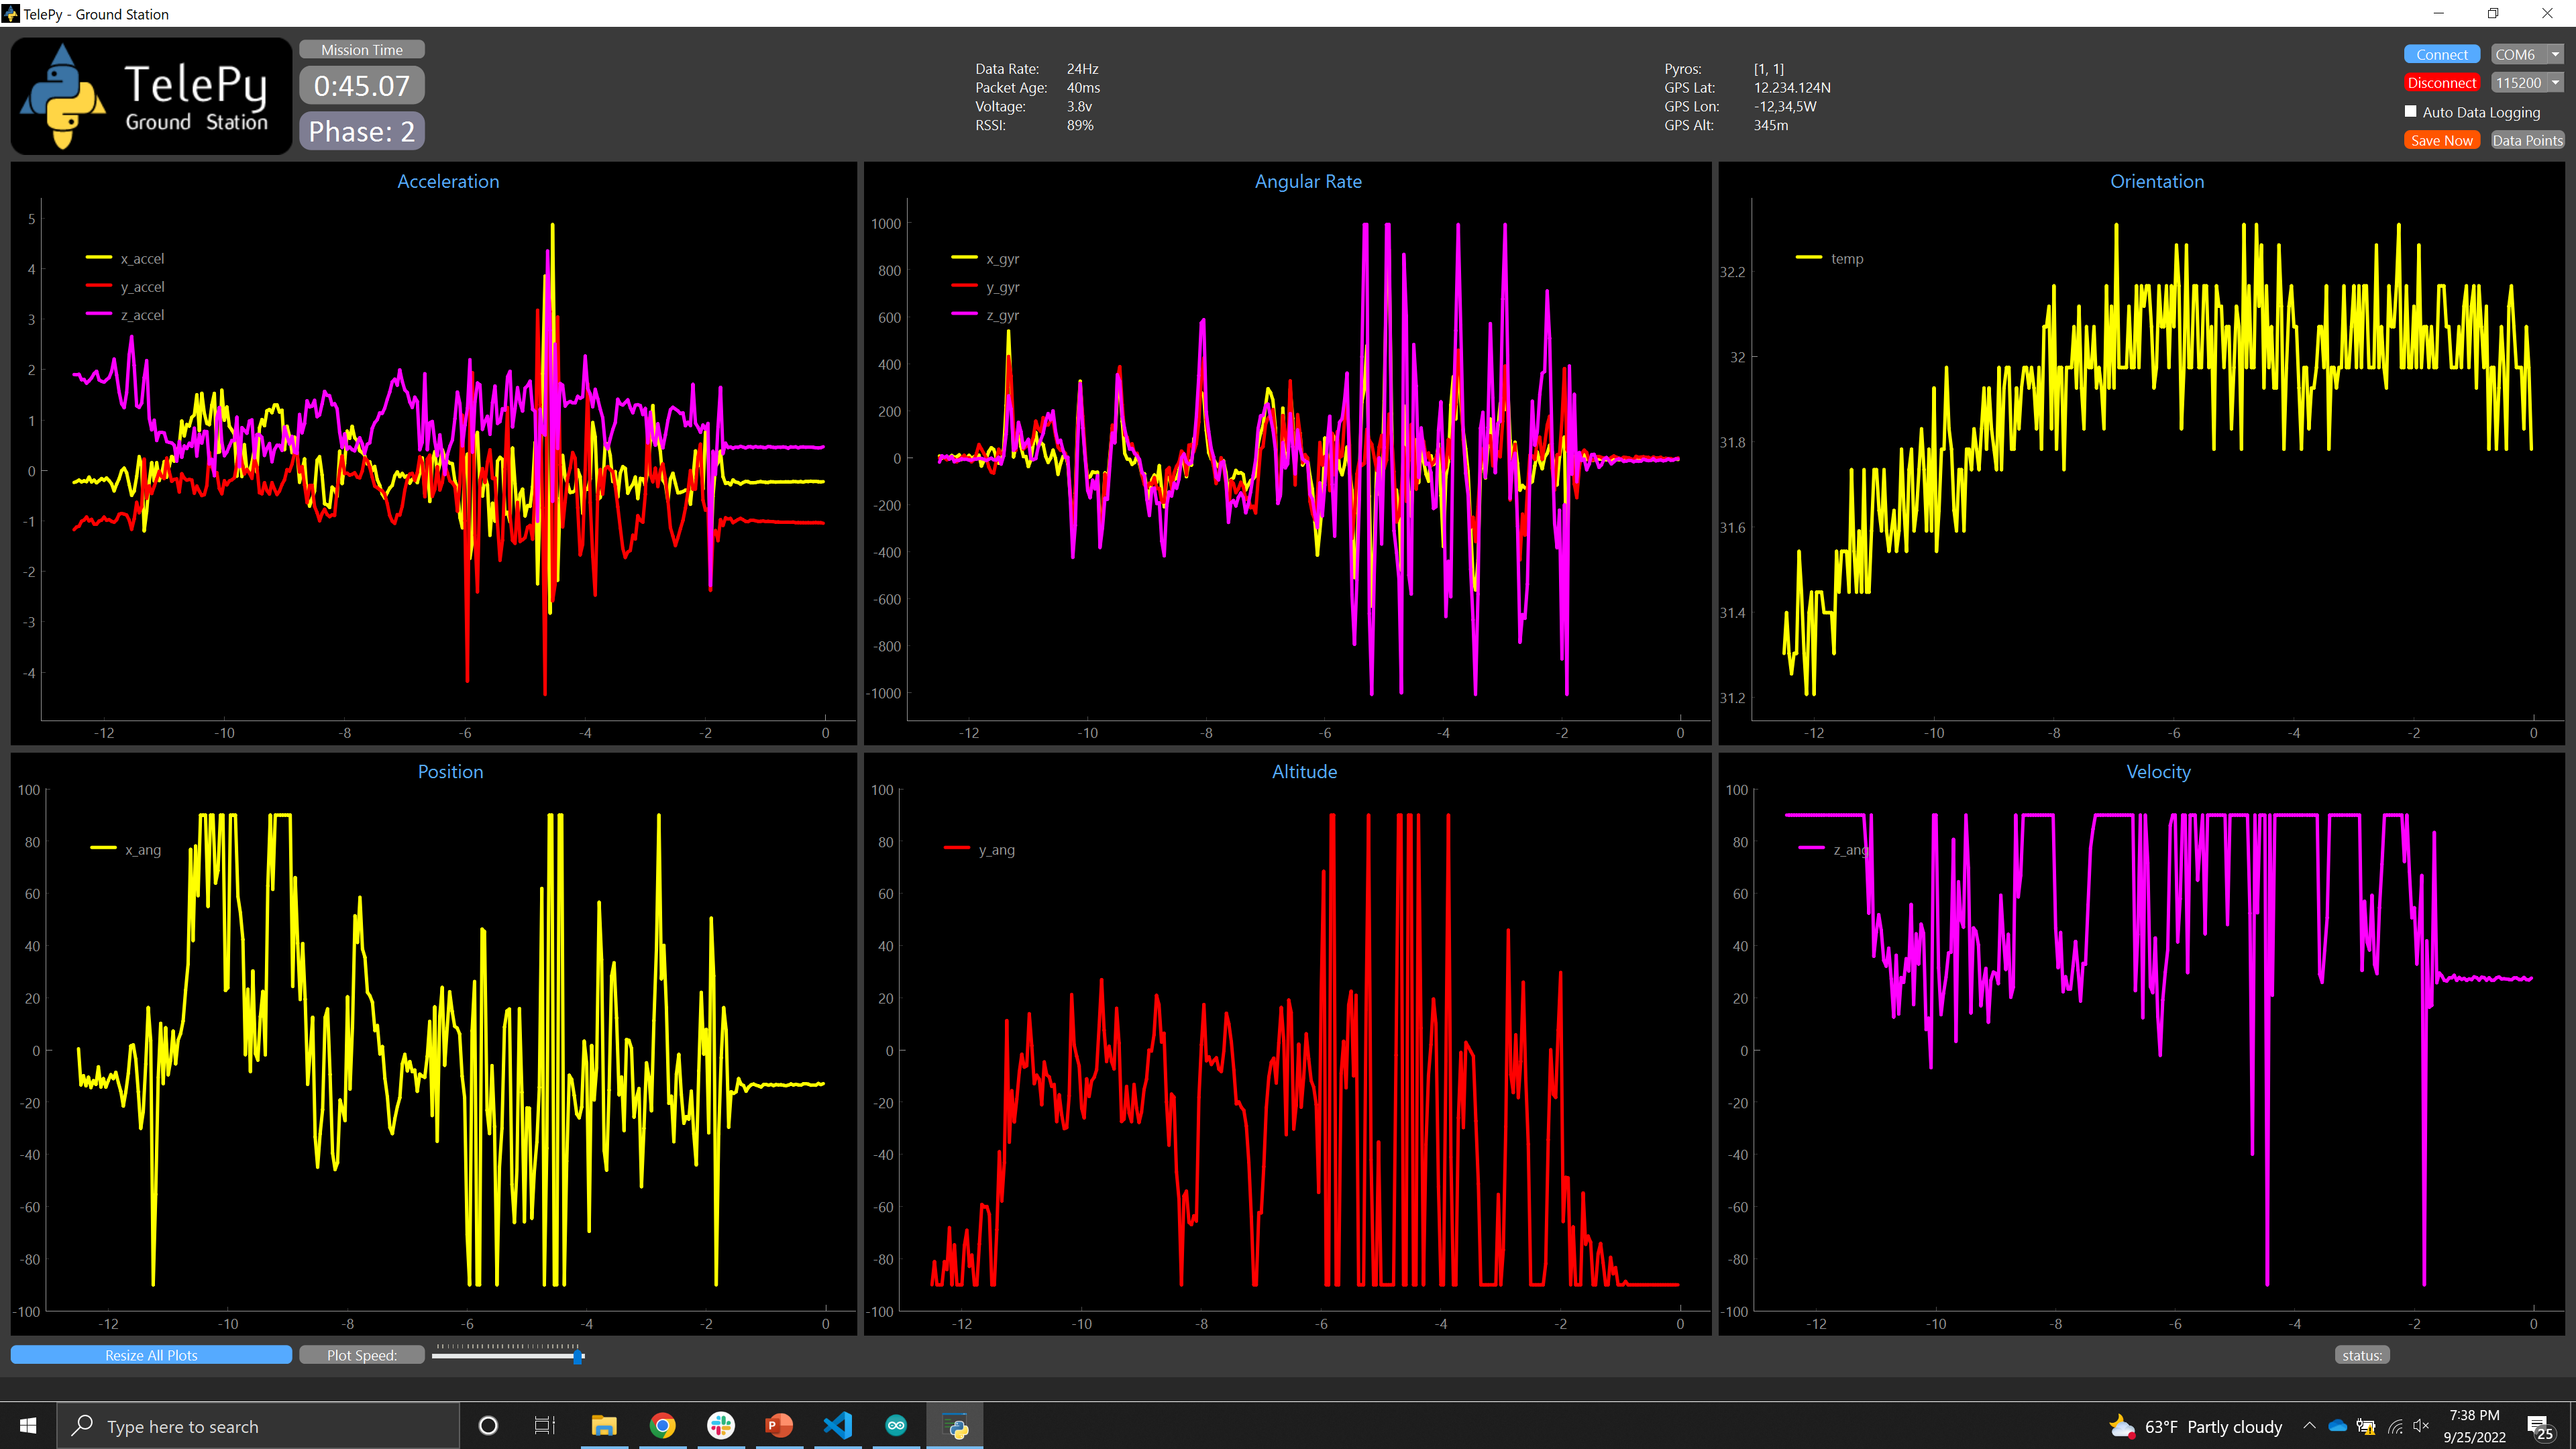 TelePy - Ground Station
TelePy
Ground Station
Mission Time
0:45.07
Phase: 2
Data Rate: 24Hz
Packet Age: 40ms
Voltage: 3.8v
RSSI: 89%
Pyros: [1, 1]
GPS Lat: 12.234.124N
GPS Lon: -12,34,5W
GPS Alt: 345m
Connect COM6
Disconnect 115200
Auto Data Logging
Save Now Data Points
Acceleration
x_accel
y_accel
z_accel
5
4
3
2
1
0
-1
-2
-3
-4
-12 -10 -8 -6 -4 -2 0
Angular Rate
x_gyr
y_gyr
z_gyr
1000
800
600
400
200
0
-200
-400
-600
-800
-1000
-12 -10 -8 -6 -4 -2 0
Orientation
temp
32.2
32
31.8
31.6
31.4
31.2
-12 -10 -8 -6 -4 -2 0
Position
x_ang
100
80
60
40
20
0
-20
-40
-60
-80
-100
-12 -10 -8 -6 -4 -2 0
Altitude
y_ang
100
80
60
40
20
0
-20
-40
-60
-80
-100
-12 -10 -8 -6 -4 -2 0
Velocity
z_ang
100
80
60
40
20
0
-20
-40
-60
-80
-100
-12 -10 -8 -6 -4 -2 0
Resize All Plots
Plot Speed:
status:
Type here to search
P
63°F Partly cloudy
7:38 PM
9/25/2022
25